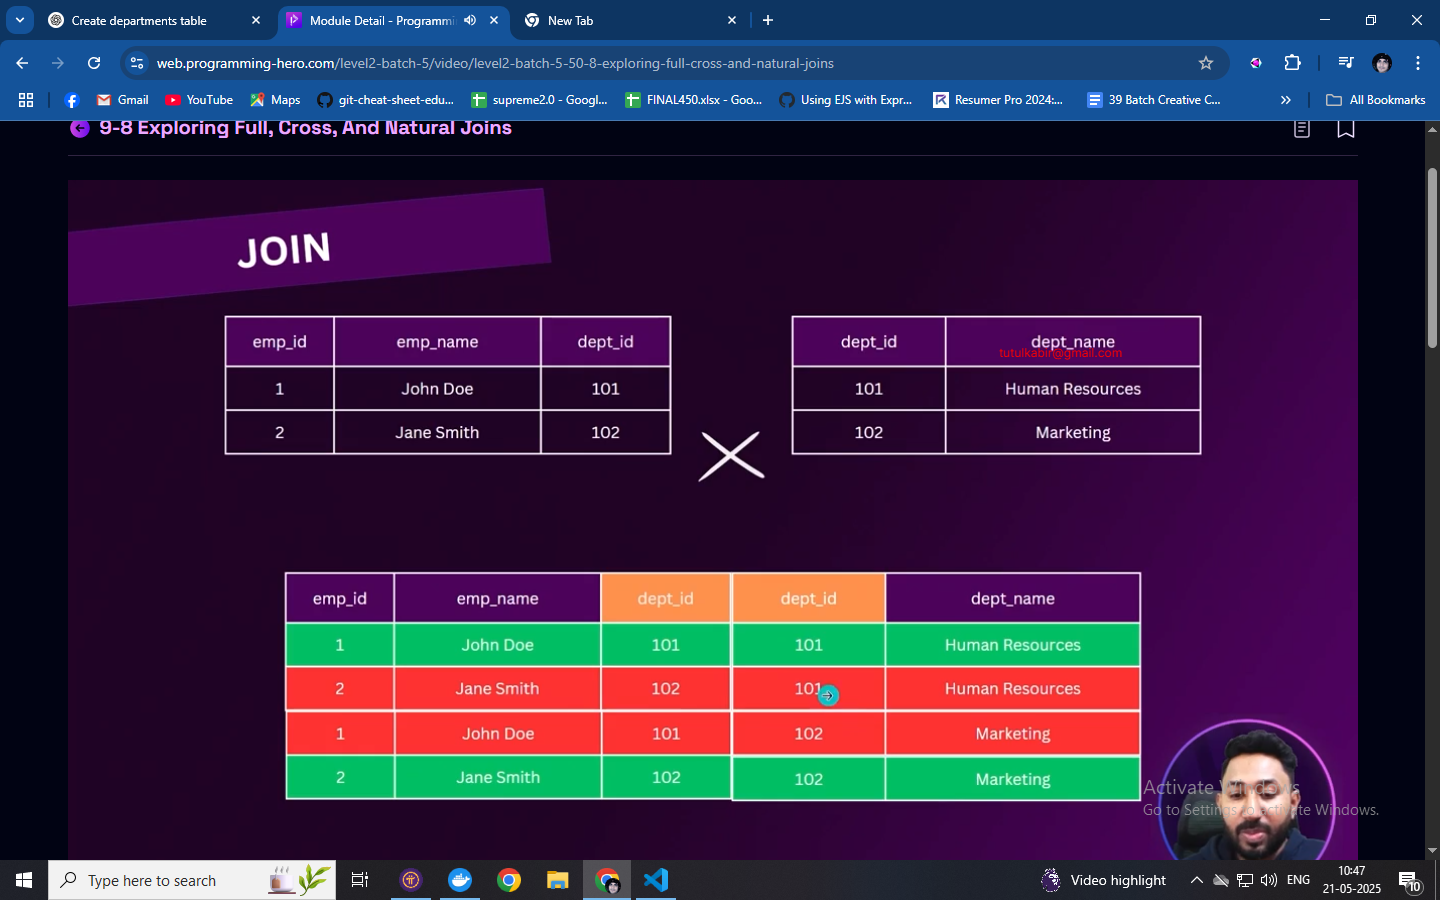 Create departments table
Module Detail - Programmi
New Tab
web.programming-hero.com/level2-batch-5/video/level2-batch-5-50-8-exploring-full-cross-and-natural-joins
Gmail
YouTube
Maps
git-cheat-sheet-edu...
supreme2.0 - Googl...
FINAL450.xlsx - Goo...
Using EJS with Expr...
Resumer Pro 2024:...
39 Batch Creative C...
All Bookmarks
9-8 Exploring Full, Cross, And Natural Joins
JOIN
emp_id emp_name dept_id
1 John Doe 101
2 Jane Smith 102
dept_id dept_name
tutulkabir@gmail.com
101 Human Resources
102 Marketing
emp_id emp_name dept_id dept_id dept_name
1 John Doe 101 101 Human Resources
2 Jane Smith 102 101 Human Resources
1 John Doe 101 102 Marketing
2 Jane Smith 102 102 Marketing
Activate Windows
Go to Settings to activate Windows.
Type here to search
Video highlight
ENG
10:47
21-05-2025
10